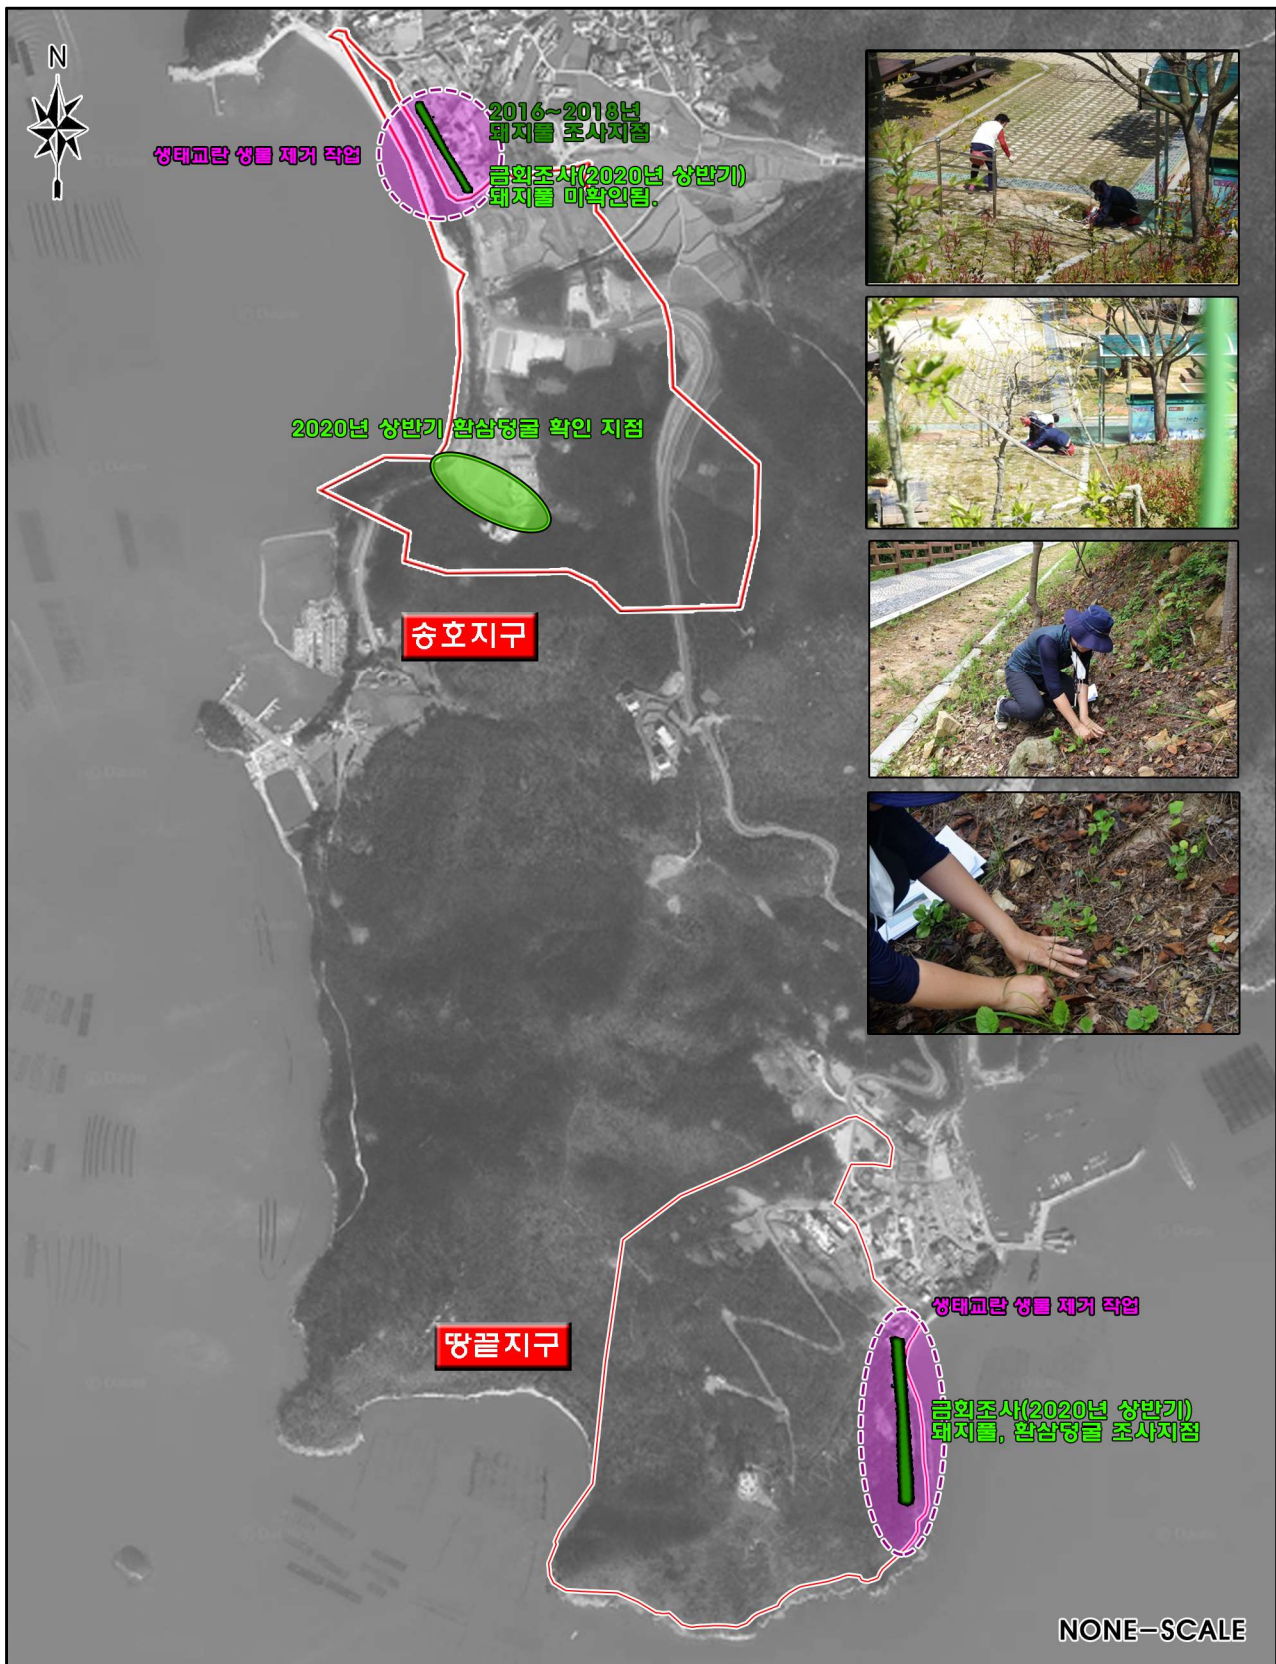 N
2016~2018년
돼지풀 조사지점
생태교란 생물 제거 작업
금회조사(2020년 상반기)
돼지풀 미확인됨.
2020년 상반기 환삼덩굴 확인 지점
송호지구
생태교란 생물 제거 작업
땅끝지구
금회조사(2020년 상반기)
돼지풀, 환삼덩굴 조사지점
NONE-SCALE